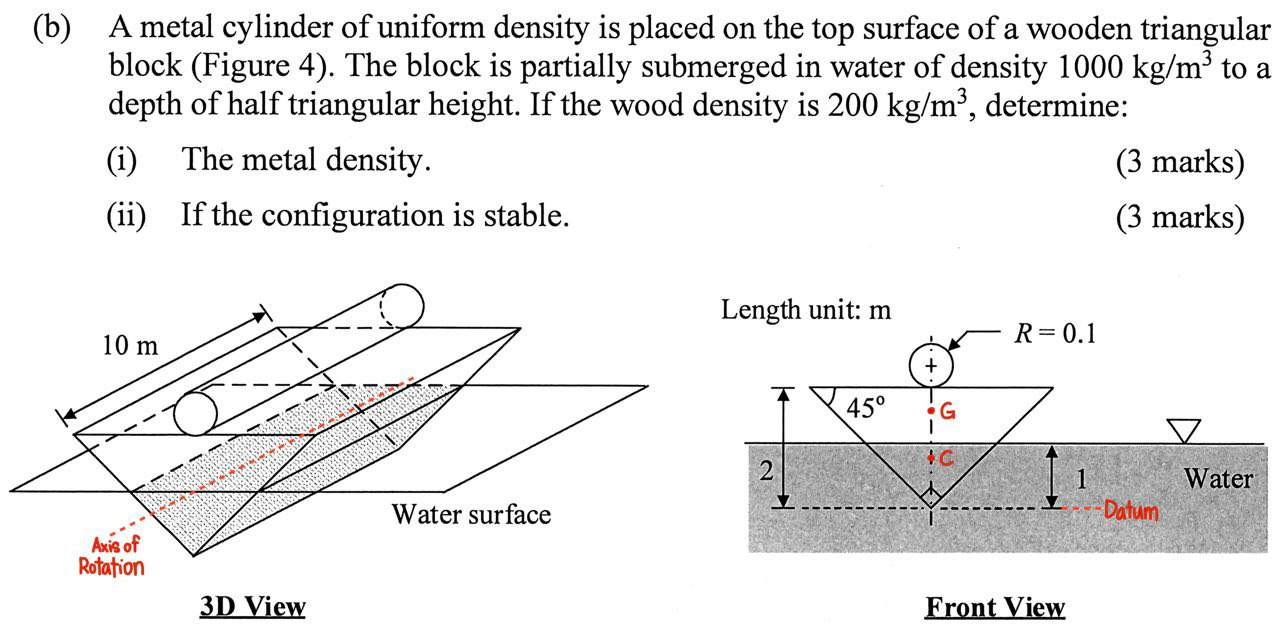 (b) A metal cylinder of uniform density is placed on the top surface of a wooden triangular
block (Figure 4). The block is partially submerged in water of density 1000 kg/m³ to a
depth of half triangular height. If the wood density is 200 kg/m³, determine:
(i) The metal density. (3 marks)
(ii) If the configuration is stable. (3 marks)
10 m
Water surface
Axis of
Rotation
3D View
Length unit: m
R = 0.1
+
45°
G
C
2
1
Water
Datum
Front View